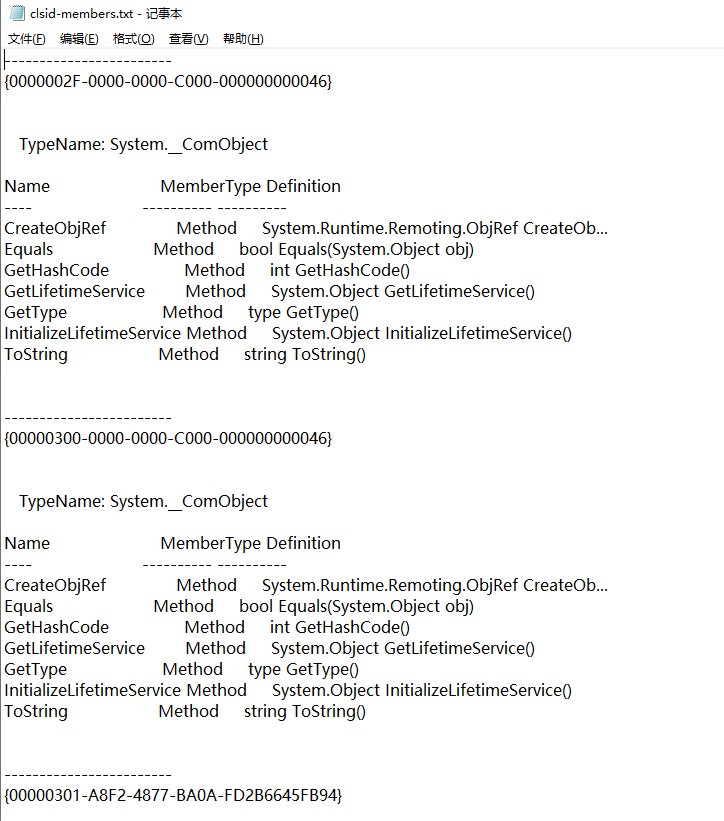 clsid-members.txt - 记事本
文件(F) 编辑(E) 格式(O) 查看(V) 帮助(H)
------------------------
{0000002F-0000-0000-C000-000000000046}
TypeName: System.__ComObject
Name MemberType Definition
---- ---------- ----------
CreateObjRef Method System.Runtime.Remoting.ObjRef CreateOb...
Equals Method bool Equals(System.Object obj)
GetHashCode Method int GetHashCode()
GetLifetimeService Method System.Object GetLifetimeService()
GetType Method type GetType()
InitializeLifetimeService Method System.Object InitializeLifetimeService()
ToString Method string ToString()
------------------------
{00000300-0000-0000-C000-000000000046}
TypeName: System.__ComObject
Name MemberType Definition
---- ---------- ----------
CreateObjRef Method System.Runtime.Remoting.ObjRef CreateOb...
Equals Method bool Equals(System.Object obj)
GetHashCode Method int GetHashCode()
GetLifetimeService Method System.Object GetLifetimeService()
GetType Method type GetType()
InitializeLifetimeService Method System.Object InitializeLifetimeService()
ToString Method string ToString()
------------------------
{00000301-A8F2-4877-BA0A-FD2B6645FB94}